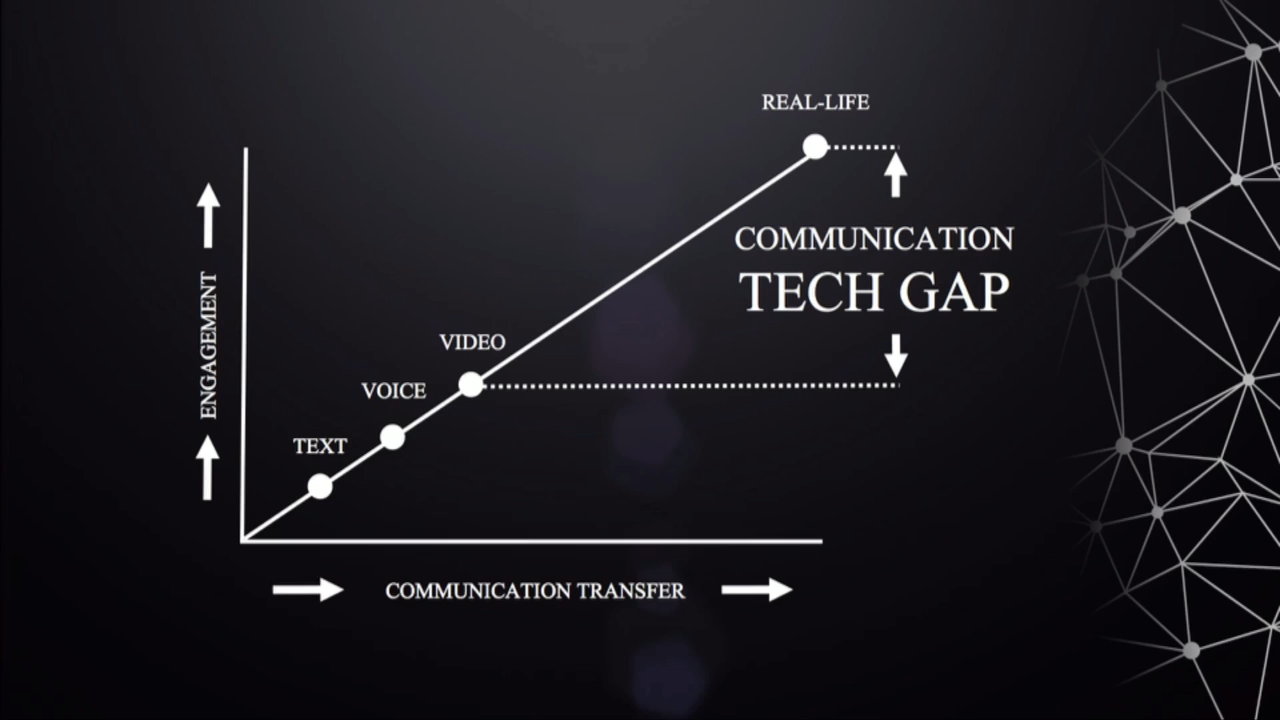 REAL-LIFE
COMMUNICATION
TECH GAP
VIDEO
VOICE
TEXT
ENGAGEMENT
COMMUNICATION TRANSFER